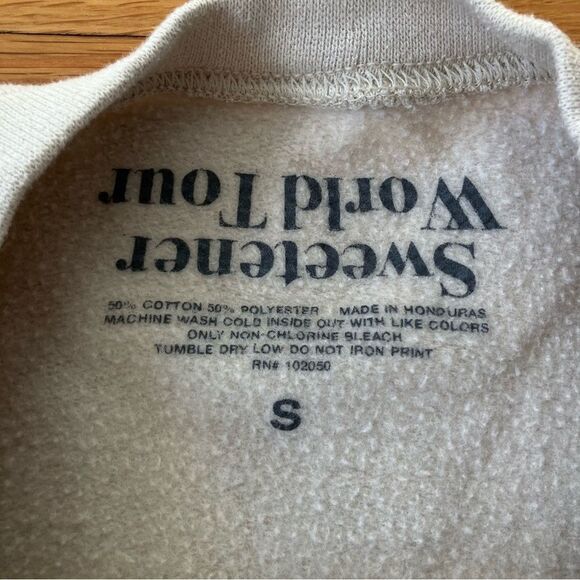 Sweetener
World Tour
50% COTTON 50% POLYESTER MADE IN HONDURAS
MACHINE WASH COLD INSIDE OUT WITH LIKE COLORS
ONLY NON-CHLORINE BLEACH
TUMBLE DRY LOW DO NOT IRON PRINT
RN# 102050
S